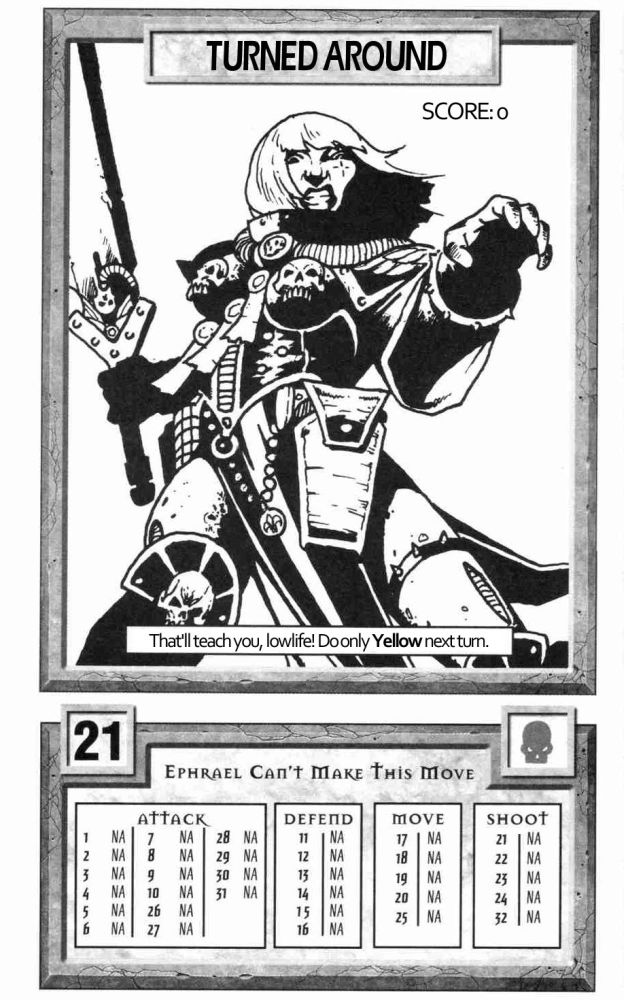 TURNED AROUND
SCORE: 0
That'll teach you, lowlife! Do only Yellow next turn.
21
EPHRAEL CAN'T MAKE THIS MOVE
ATTACK
1 NA 7 NA 28 NA
2 NA 8 NA 29 NA
3 NA 9 NA 30 NA
4 NA 10 NA 31 NA
5 NA 26 NA
6 NA 27 NA
DEFEND
11 NA
12 NA
13 NA
14 NA
15 NA
16 NA
MOVE
17 NA
18 NA
19 NA
20 NA
25 NA
SHOOT
21 NA
22 NA
23 NA
24 NA
32 NA